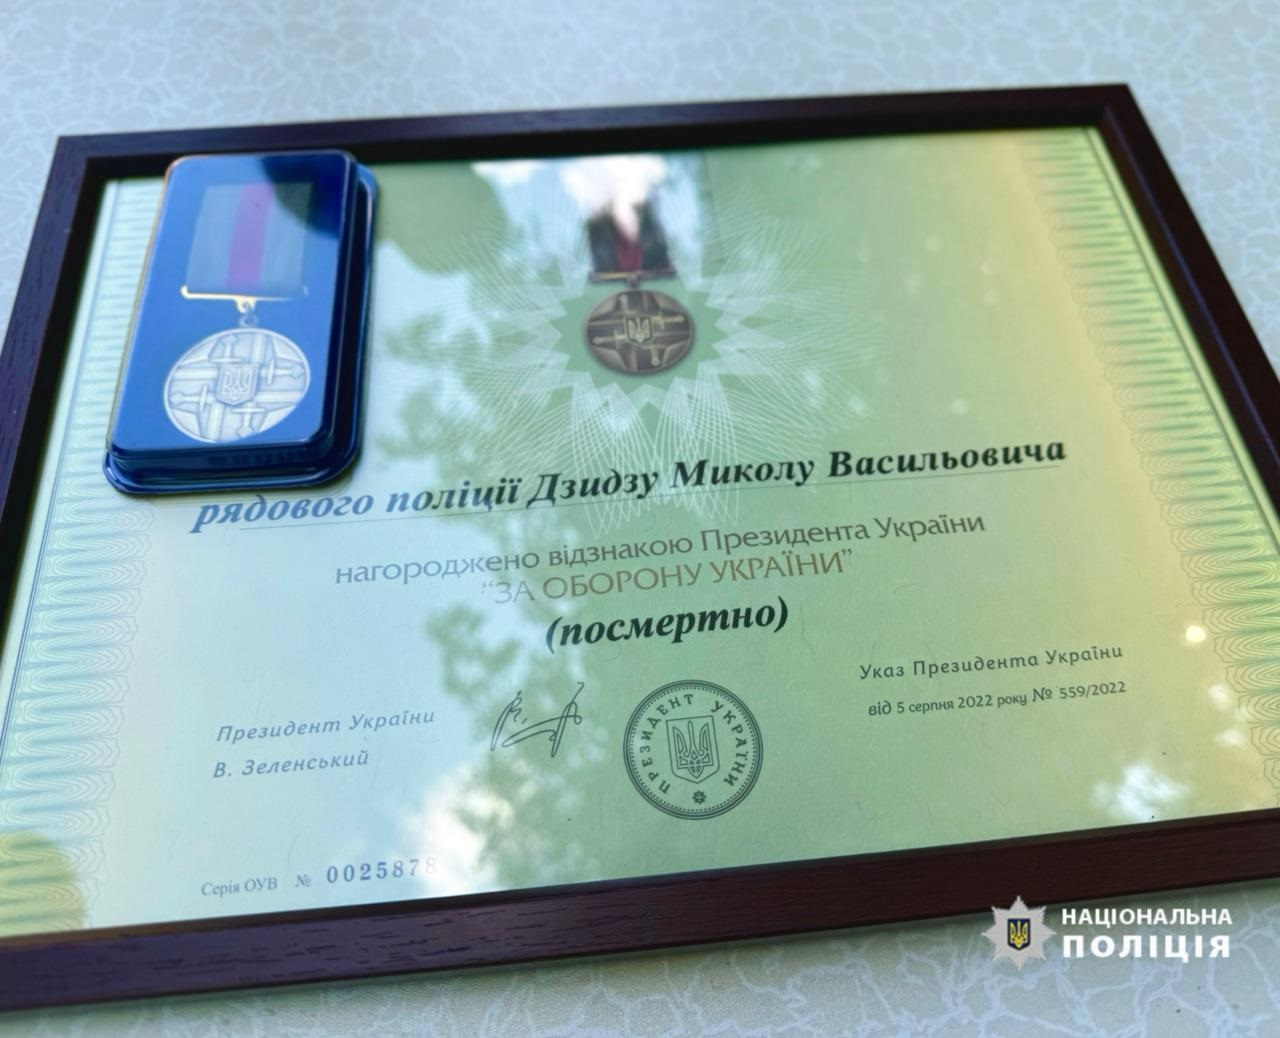 рядового поліції Дзидзу Миколу Васильовича
нагороджено відзнакою Президента України
“ЗА ОБОРОНУ УКРАЇНИ”
(посмертно)
Президент України
В. Зеленський
ПРЕЗИДЕНТ УКРАЇНИ
Указ Президента України
від 5 серпня 2022 року № 559/2022
Серія ОУВ № 0025878
НАЦІОНАЛЬНА
ПОЛІЦІЯ